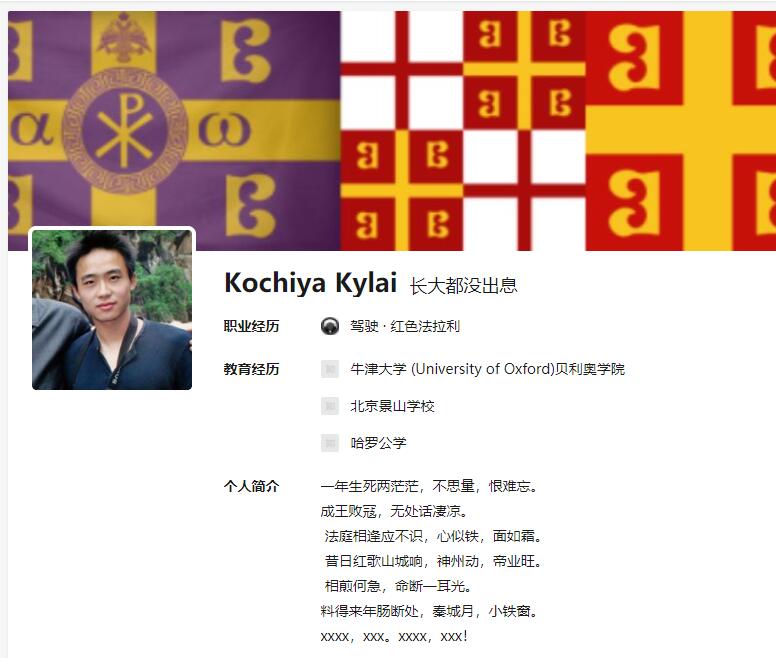 α ω
Kochiya Kylai 长大都没出息
职业经历 驾驶 · 红色法拉利
教育经历 牛津大学 (University of Oxford)贝利奥学院
北京景山学校
哈罗公学
个人简介 一年生死两茫茫，不思量，恨难忘。
成王败寇，无处话凄凉。
法庭相逢应不识，心似铁，面如霜。
昔日红歌山城响，神州动，帝业旺。
相煎何急，命断一耳光。
料得来年肠断处，秦城月，小铁窗。
xxxx，xxx。xxxx，xxx！